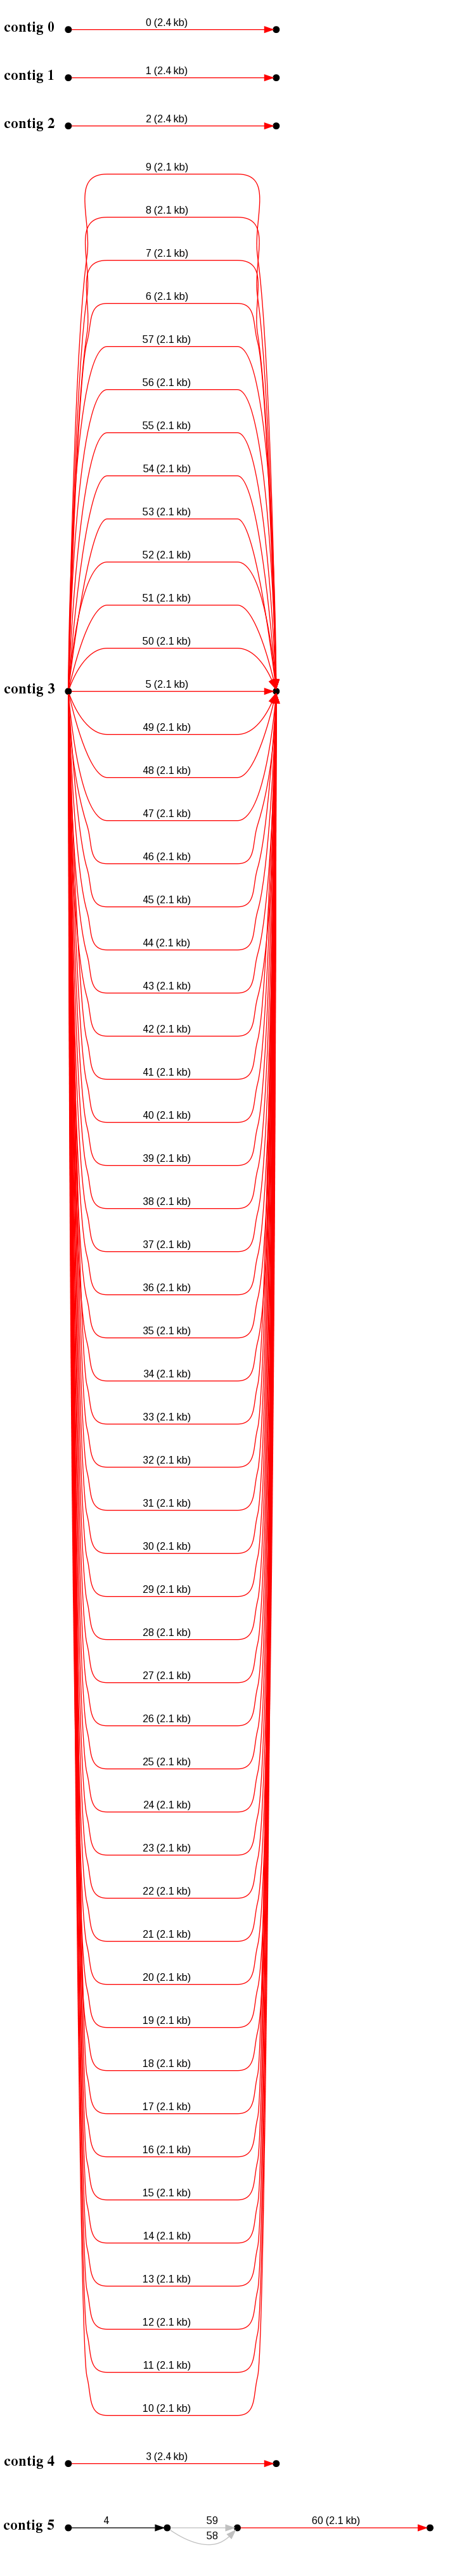 contig 0 0 (2.4 kb)
contig 1 1 (2.4 kb)
contig 2 2 (2.4 kb)
9 (2.1 kb)
8 (2.1 kb)
7 (2.1 kb)
6 (2.1 kb)
57 (2.1 kb)
56 (2.1 kb)
55 (2.1 kb)
54 (2.1 kb)
53 (2.1 kb)
52 (2.1 kb)
51 (2.1 kb)
50 (2.1 kb)
contig 3 5 (2.1 kb)
49 (2.1 kb)
48 (2.1 kb)
47 (2.1 kb)
46 (2.1 kb)
45 (2.1 kb)
44 (2.1 kb)
43 (2.1 kb)
42 (2.1 kb)
41 (2.1 kb)
40 (2.1 kb)
39 (2.1 kb)
38 (2.1 kb)
37 (2.1 kb)
36 (2.1 kb)
35 (2.1 kb)
34 (2.1 kb)
33 (2.1 kb)
32 (2.1 kb)
31 (2.1 kb)
30 (2.1 kb)
29 (2.1 kb)
28 (2.1 kb)
27 (2.1 kb)
26 (2.1 kb)
25 (2.1 kb)
24 (2.1 kb)
23 (2.1 kb)
22 (2.1 kb)
21 (2.1 kb)
20 (2.1 kb)
19 (2.1 kb)
18 (2.1 kb)
17 (2.1 kb)
16 (2.1 kb)
15 (2.1 kb)
14 (2.1 kb)
13 (2.1 kb)
12 (2.1 kb)
11 (2.1 kb)
10 (2.1 kb)
contig 4 3 (2.4 kb)
contig 5 4 59 60 (2.1 kb)
58